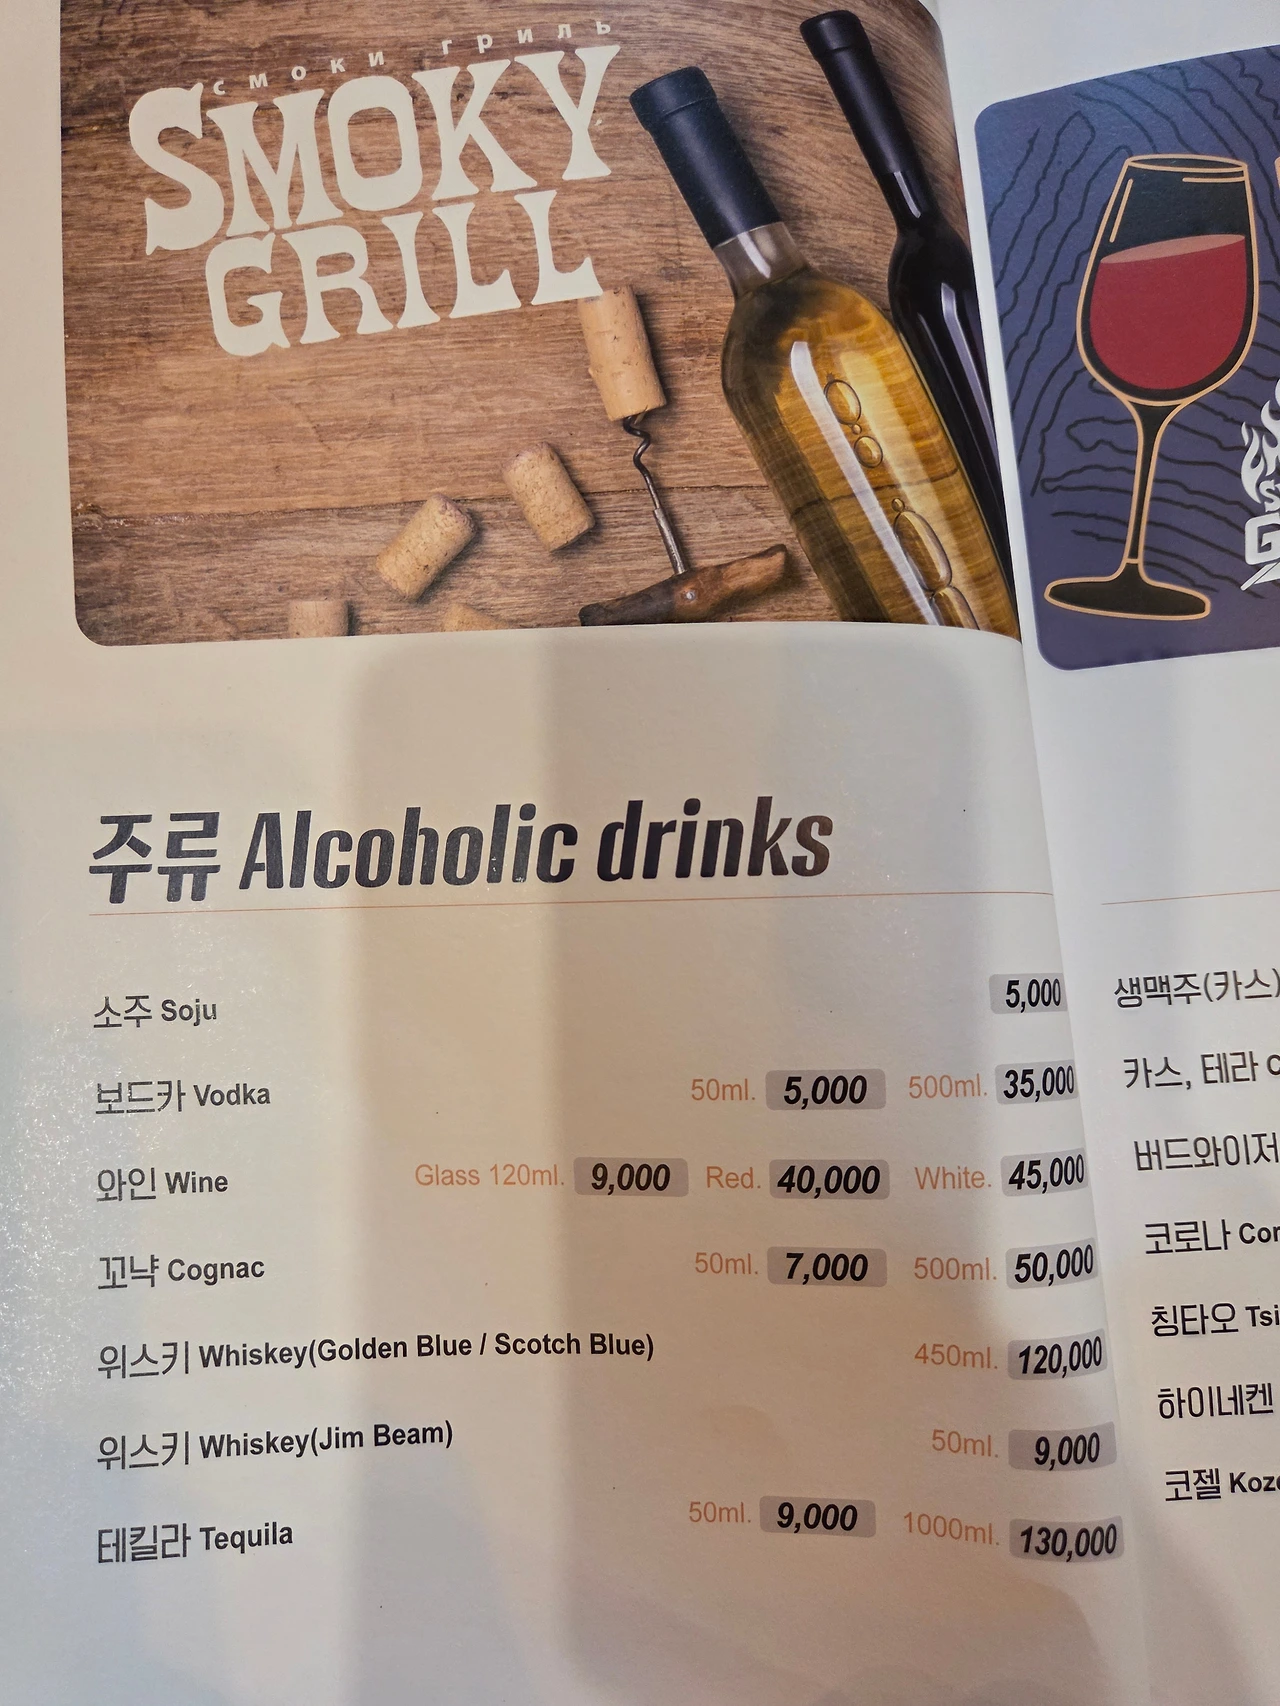 СМОКИ ГРИЛЬ
SMOKY
GRILL
주류 Alcoholic drinks
소주 Soju 5,000
보드카 Vodka 50ml. 5,000 500ml. 35,000
와인 Wine Glass 120ml. 9,000 Red. 40,000 White. 45,000
꼬냑 Cognac 50ml. 7,000 500ml. 50,000
위스키 Whiskey(Golden Blue / Scotch Blue) 450ml. 120,000
위스키 Whiskey(Jim Beam) 50ml. 9,000
테킬라 Tequila 50ml. 9,000 1000ml. 130,000
생맥주(카스)
카스, 테라
버드와이저
코로나
칭타오
하이네켄
코젤